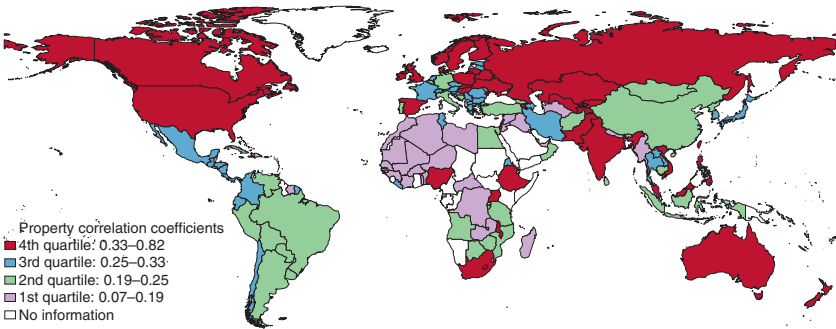 Property correlation coefficients
4th quartile: 0.33–0.82
3rd quartile: 0.25–0.33
2nd quartile: 0.19–0.25
1st quartile: 0.07–0.19
No information